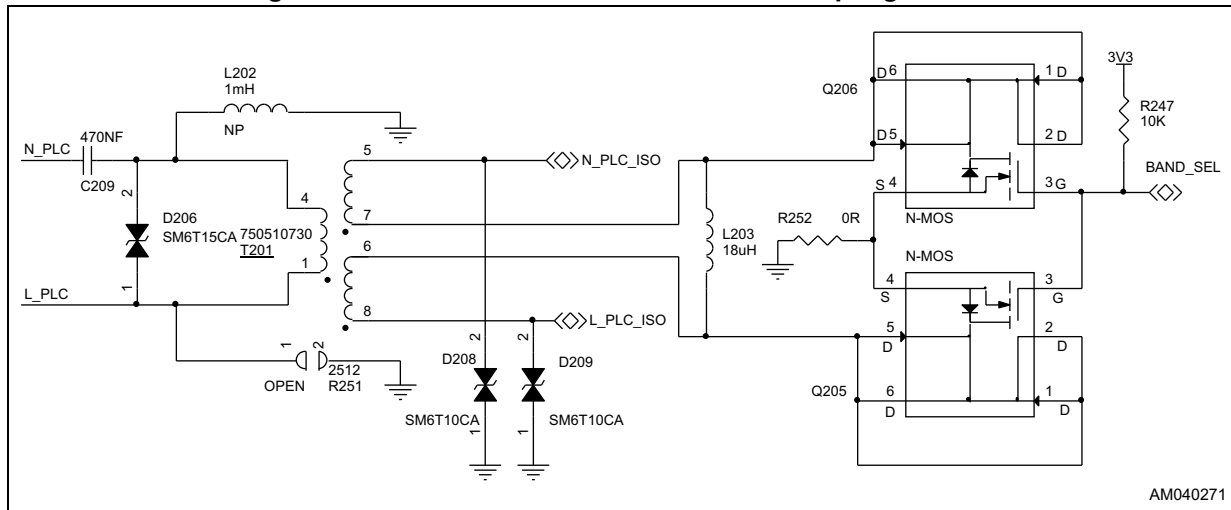 L202
1mH
NP
470NF
N_PLC
C209
2
D206
SM6T15CA
1
L_PLC
750510730
T201
4
1
5
7
6
8
N_PLC_ISO
L_PLC_ISO
1
2
OPEN
2512
R251
2
D208
SM6T10CA
1
2
D209
SM6T10CA
1
L203
18uH
R252
0R
Q206
D 6
D 5
S 4
1 D
2 D
3 G
N-MOS
3V3
R247
10K
BAND_SEL
N-MOS
4
S
5
D
6
D
3
G
2
D
1
D
Q205
AM040271